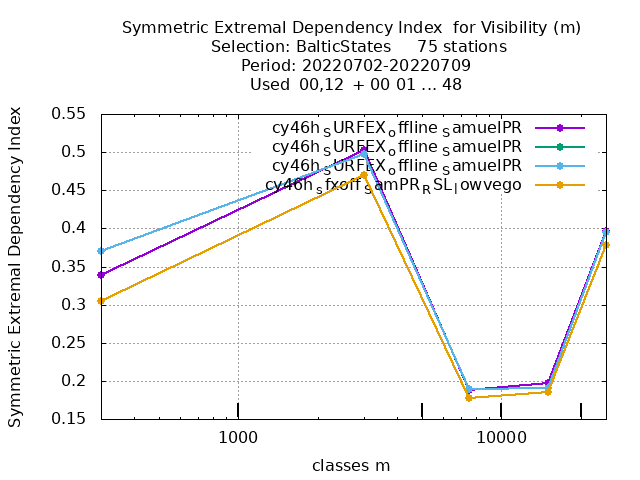 Symmetric Extremal Dependency Index for Visibility (m)
Selection: BalticStates 75 stations
Period: 20220702-20220709
Used 00,12 + 00 01 ... 48
Symmetric Extremal Dependency Index
0.55
0.5
0.45
0.4
0.35
0.3
0.25
0.2
0.15
cy46h_SURFEX_offline_SamuelPR
cy46h_SURFEX_offline_SamuelPR
cy46h_SURFEX_offline_SamuelPR
cy46h_sfxoff_SamPR_RSL_lowvego
1000 10000
classes m